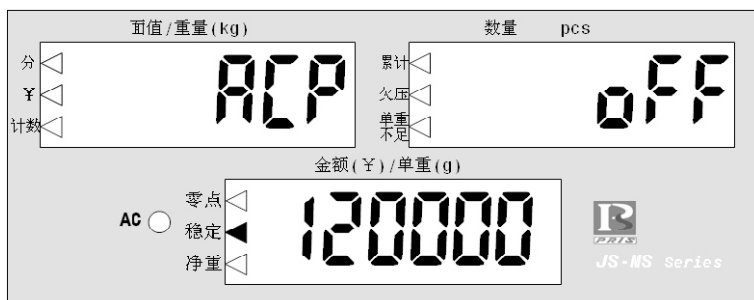 面值/重量(kg)
数量 pcs
分
¥
计数
ACP
累计
欠压
单重
不足
oFF
金额(¥)/单重(g)
AC
零点
稳定
净重
120000
PRIS
JS-MS Series